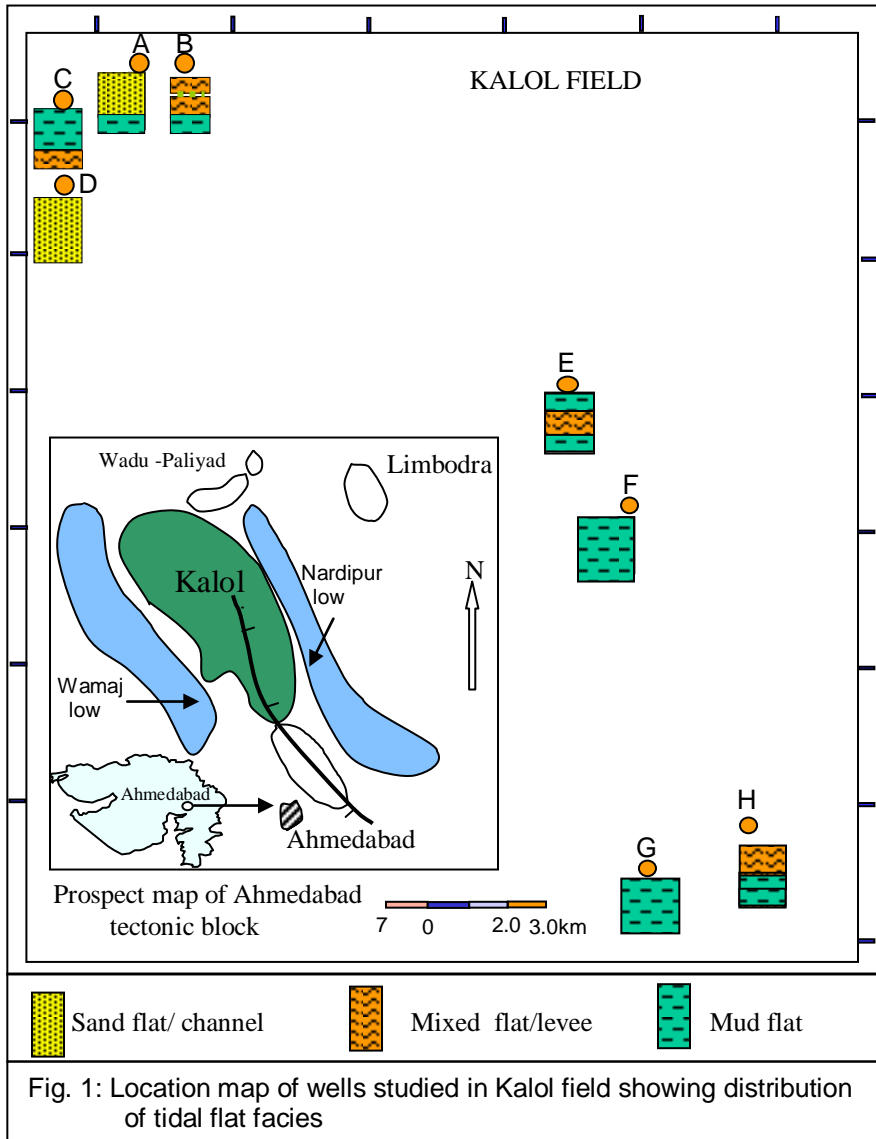 A B
C
KALOL FIELD
D
E
F
Wadu -Paliyad
Limbodra
Kalol
Nardipur
low
N
Wamaj
low
Ahmedabad
Ahmedabad
H
G
Prospect map of Ahmedabad
tectonic block
7 0 2.0 3.0km
Sand flat/ channel
Mixed flat/levee
Mud flat
Fig. 1: Location map of wells studied in Kalol field showing distribution
of tidal flat facies